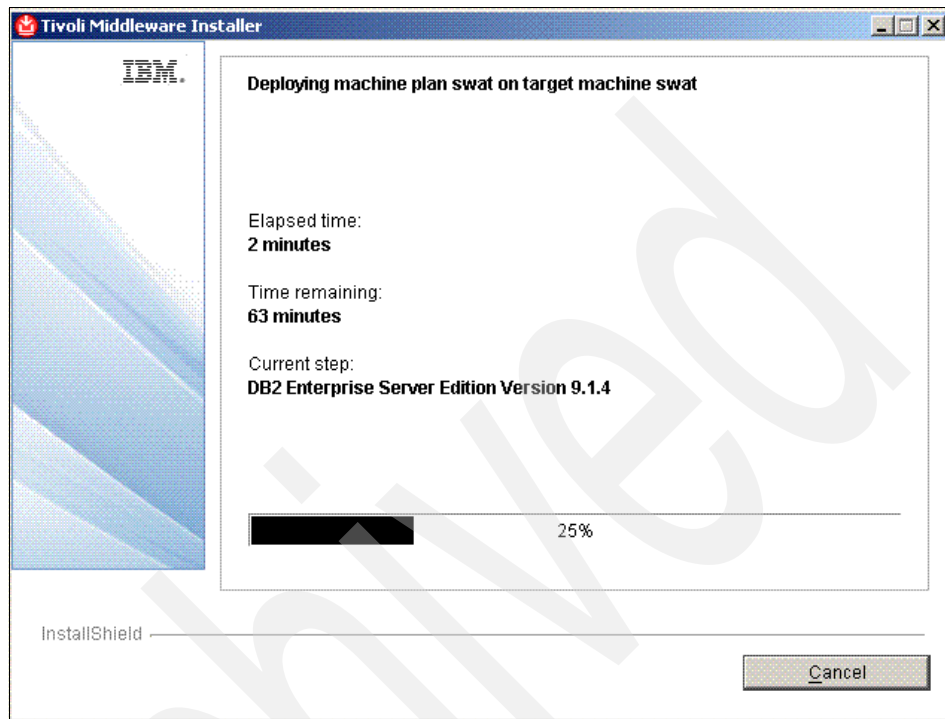 Tivoli Middleware Installer
IBM.
Deploying machine plan swat on target machine swat
Elapsed time:
2 minutes
Time remaining:
63 minutes
Current step:
DB2 Enterprise Server Edition Version 9.1.4
25%
InstallShield
Cancel
hived